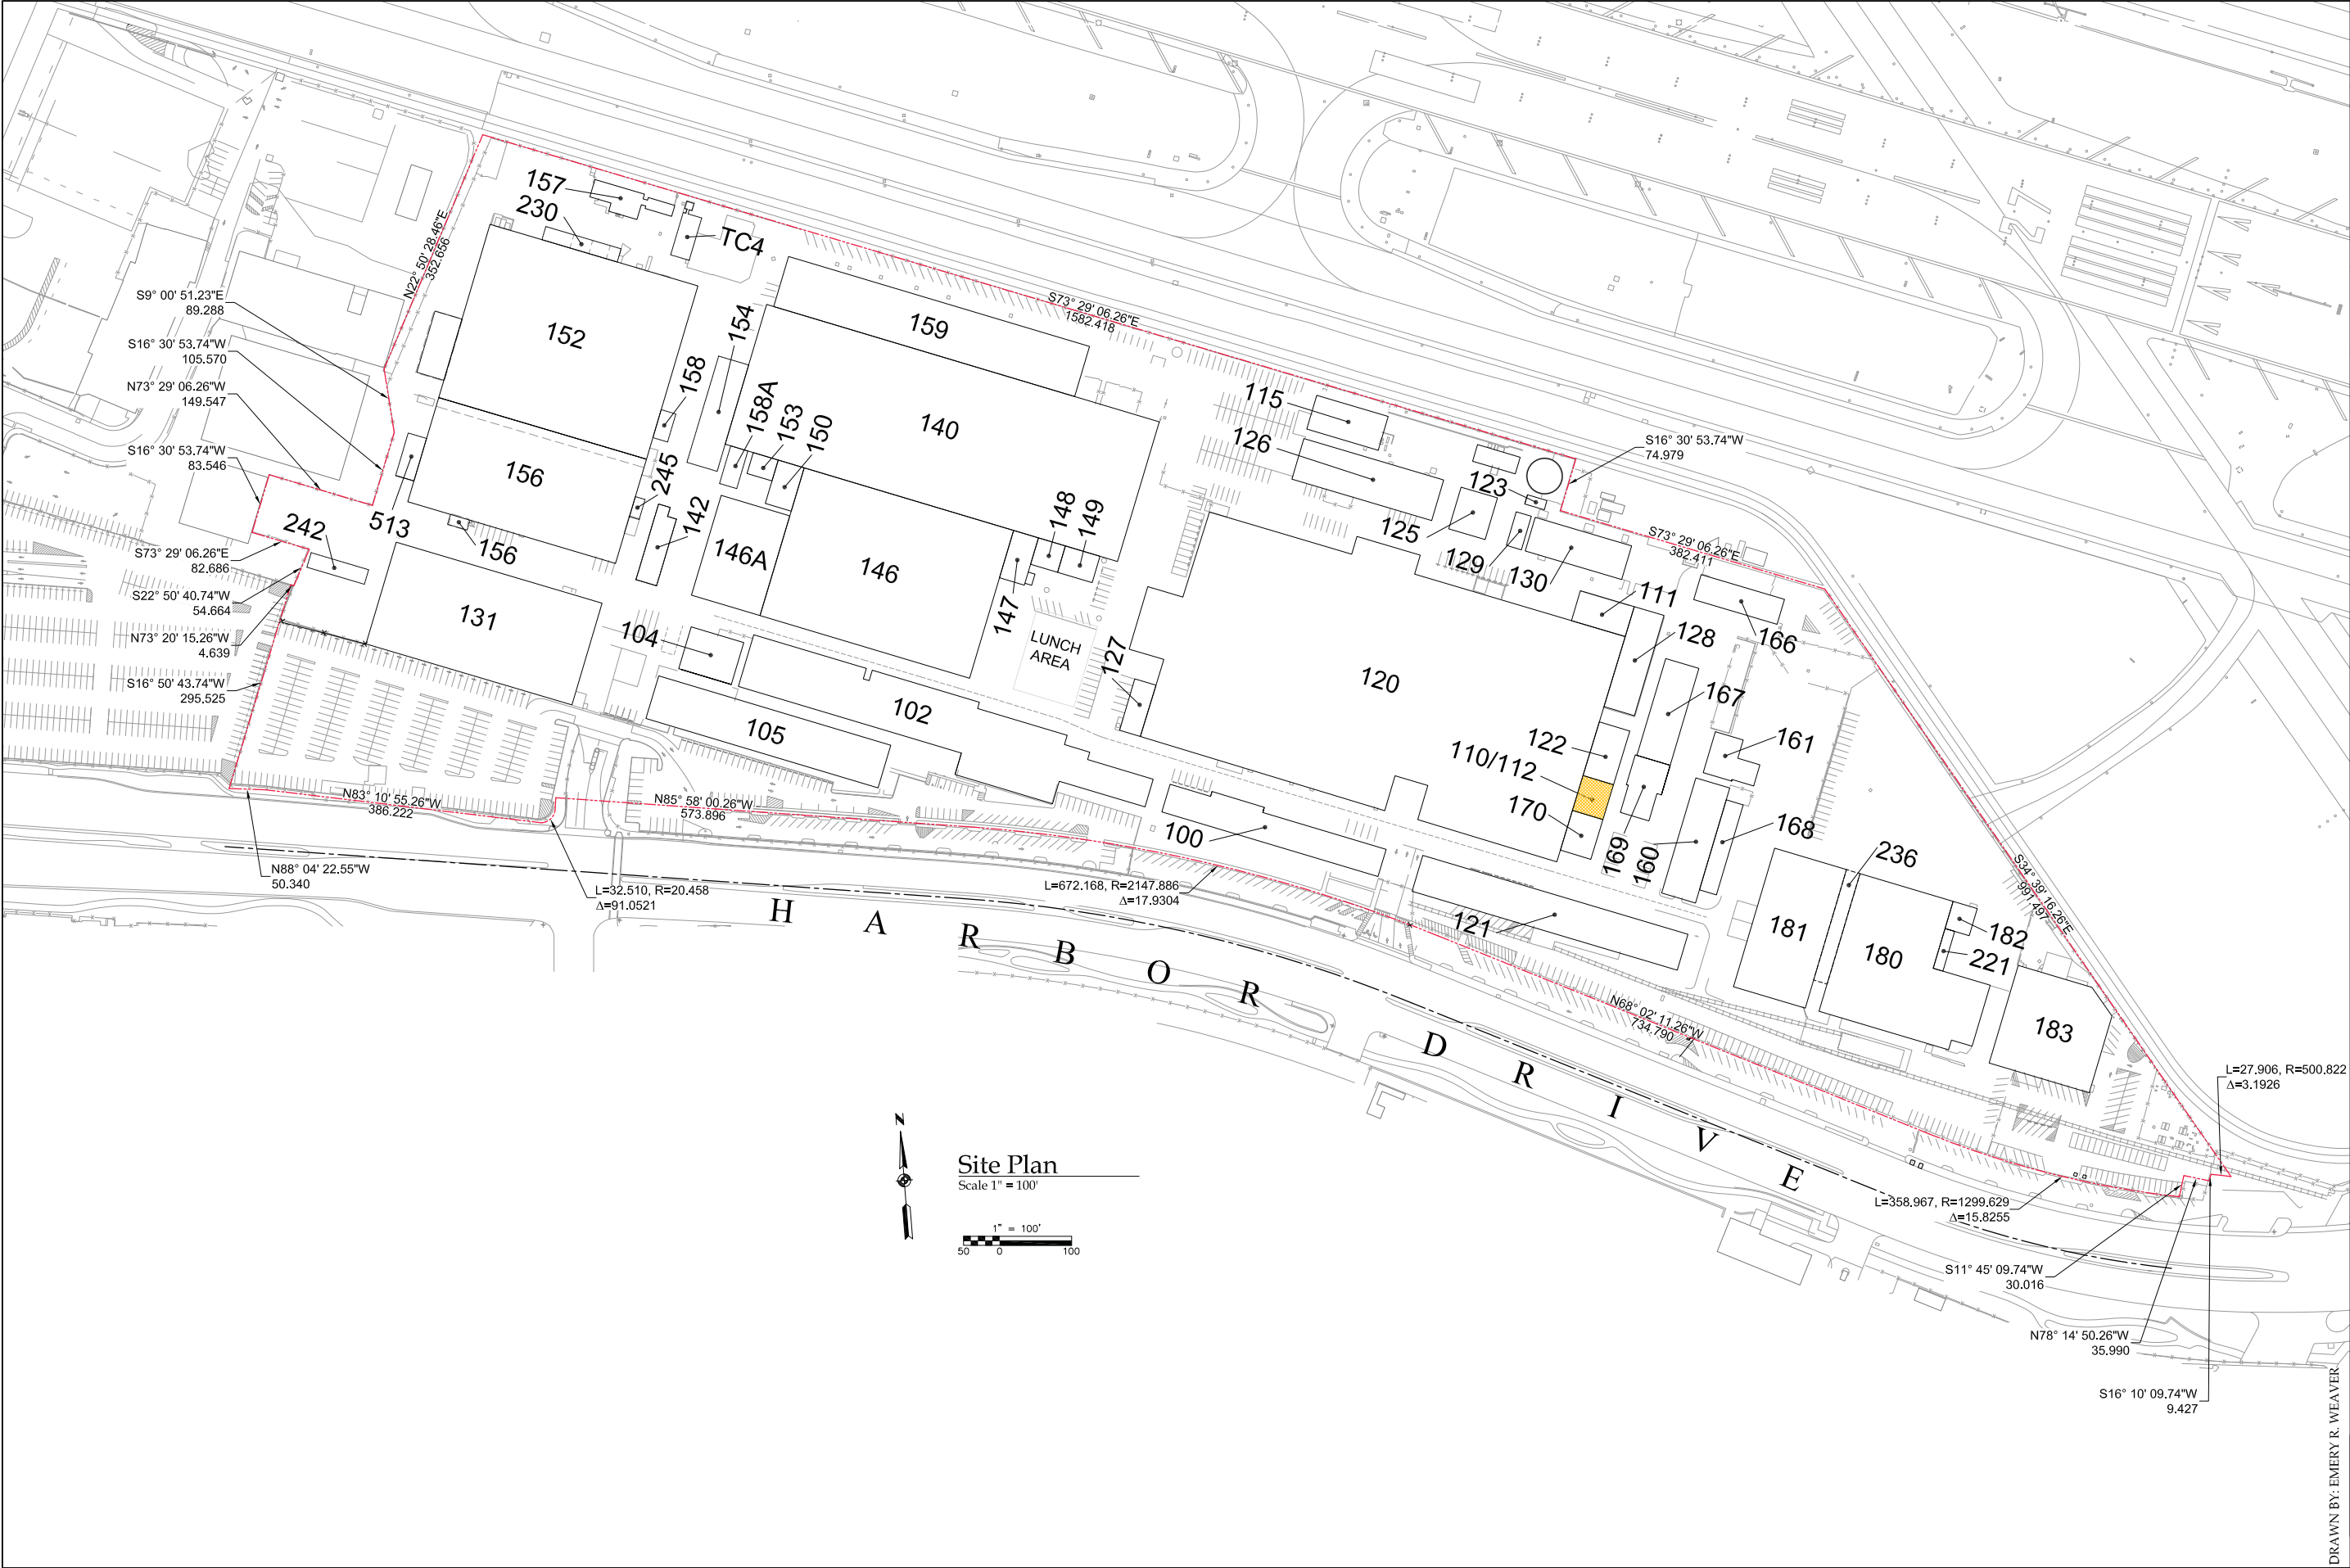 157
230
TC4
N22° 50' 28.46"E
352.656
S9° 00' 51.23"E
89.288
S16° 30' 53.74"W
105.570
N73° 29' 06.26"W
149.547
S16° 30' 53.74"W
83.546
S73° 29' 06.26"E
1582.418
152
154
159
158
158A
153
150
140
115
126
S16° 30' 53.74"W
74.979
156
245
142
146A
146
148
149
147
123
125
129
130
S73° 29' 06.26"E
382.411
242
513
156
S73° 29' 06.26"E
82.686
S22° 50' 40.74"W
54.664
N73° 20' 15.26"W
4.639
S16° 50' 43.74"W
295.525
131
104
LUNCH
AREA
127
111
128
166
120
167
102
105
122
161
110/112
170
169
160
168
N83° 10' 55.26"W
386.222
N85° 58' 00.26"W
573.896
100
236
N88° 04' 22.55"W
50.340
L=32.510, R=20.458
Δ=91.0521
L=672.168, R=2147.886
Δ=17.9304
121
181
180
182
221
183
S34° 39' 16.26"E
991.497
N68° 02' 11.26"W
734.790
HARBOR
DRIVE
L=27.906, R=500.822
Δ=3.1926
N
Site Plan
Scale 1" = 100'
1" = 100'
50 0 100
L=358.967, R=1299.629
Δ=15.8255
S11° 45' 09.74"W
30.016
N78° 14' 50.26"W
35.990
S16° 10' 09.74"W
9.427
DRAWN BY: EMERY R. WEAVER